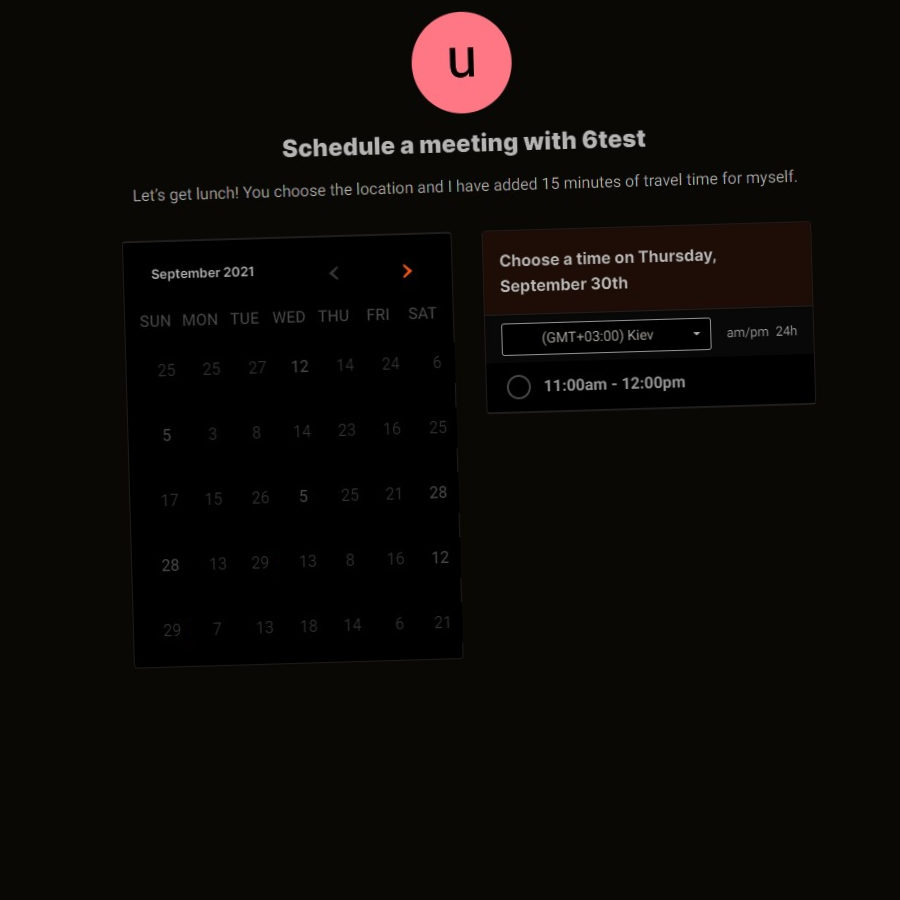 u
Schedule a meeting with 6test
Let's get lunch! You choose the location and I have added 15 minutes of travel time for myself.
September 2021
SUN MON TUE WED THU FRI SAT
25 25 27 12 14 24 6
5 3 8 14 23 16 25
17 15 26 5 25 21 28
28 13 29 13 8 16 12
29 7 13 18 14 6 21
Choose a time on Thursday,
September 30th
(GMT+03:00) Kiev am/pm 24h
11:00am - 12:00pm